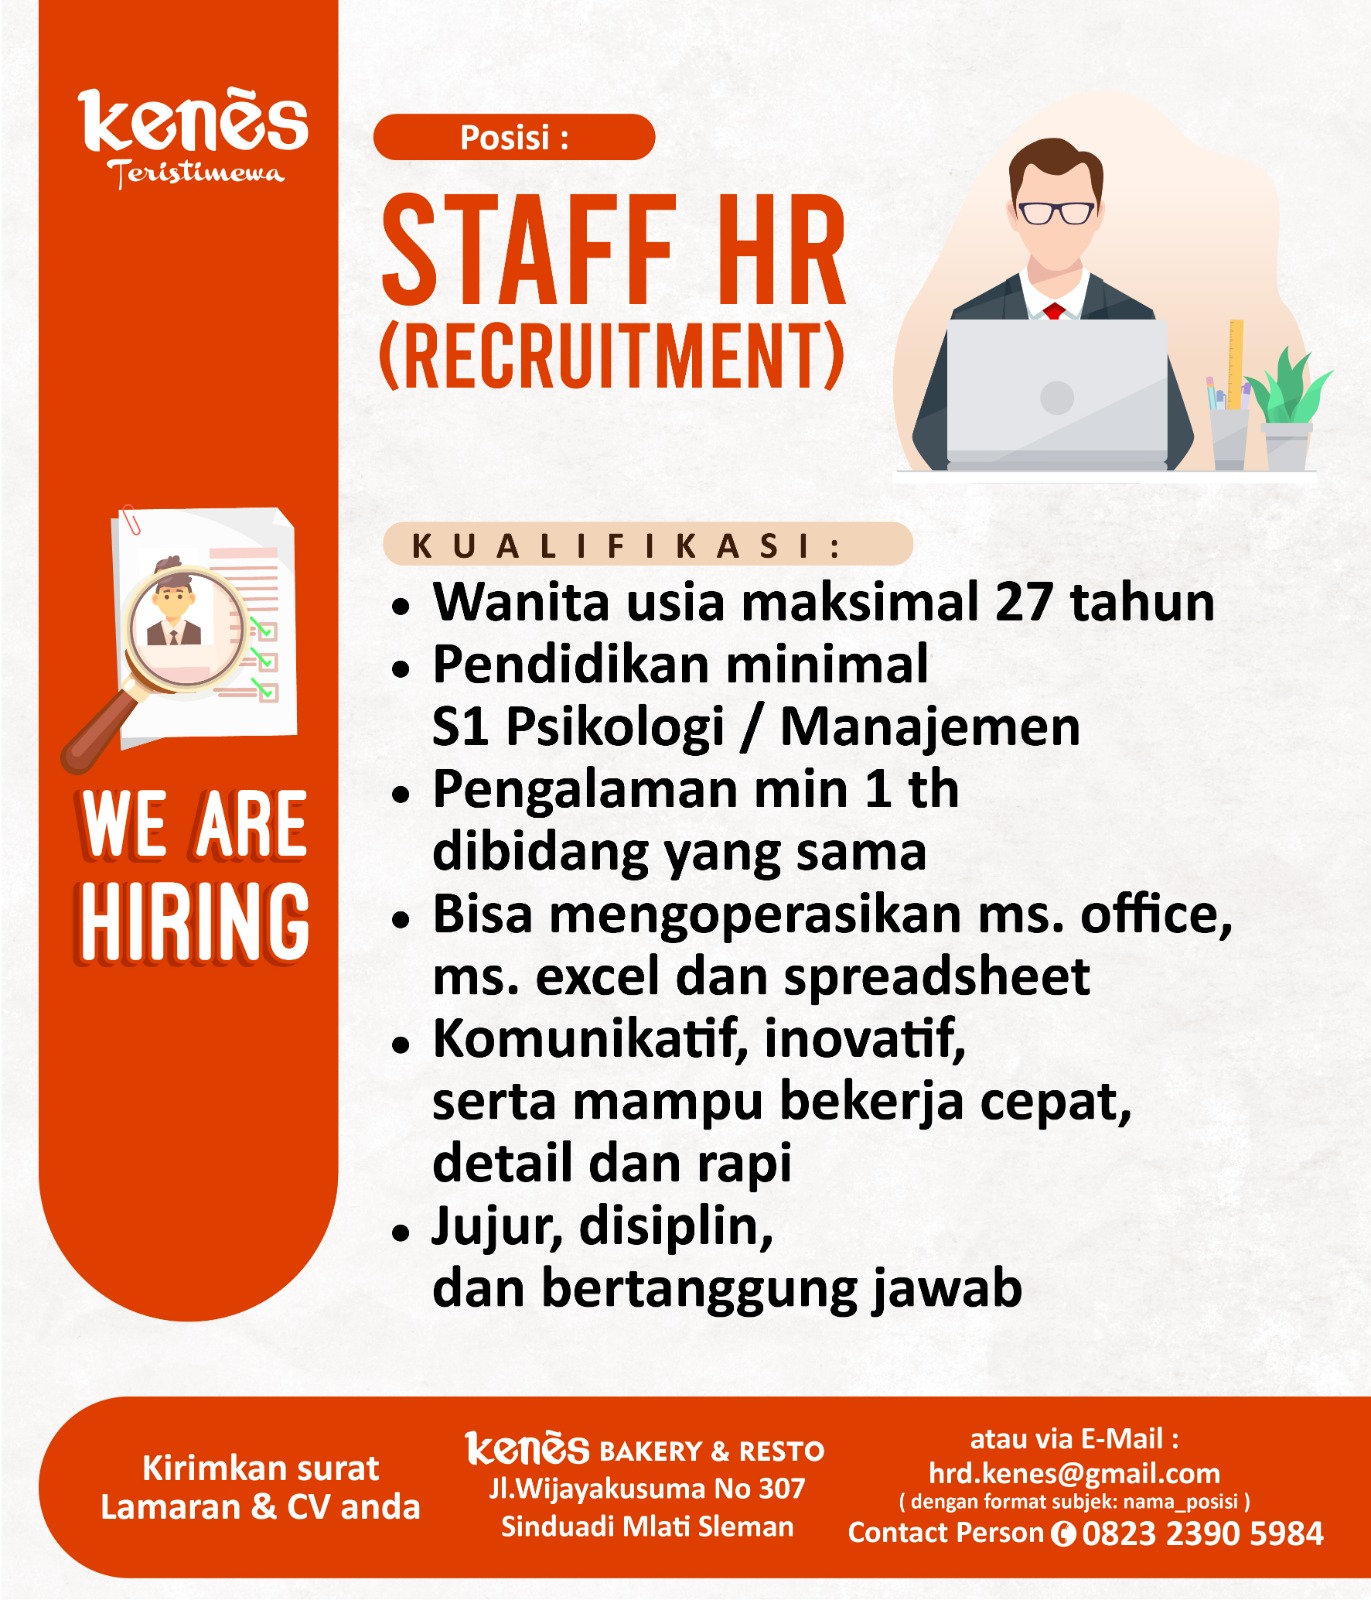 kenēs
Teristimewa
Posisi :
STAFF HR
(RECRUITMENT)
WE ARE
HIRING
KUALIFIKASI:
• Wanita usia maksimal 27 tahun
• Pendidikan minimal
S1 Psikologi / Manajemen
• Pengalaman min 1 th
dibidang yang sama
• Bisa mengoperasikan ms. office,
ms. excel dan spreadsheet
• Komunikatif, inovatif,
serta mampu bekerja cepat,
detail dan rapi
• Jujur, disiplin,
dan bertanggung jawab
Kirimkan surat
Lamaran & CV anda
kenēs BAKERY & RESTO
Jl.Wijayakusuma No 307
Sinduadi Mlati Sleman
atau via E-Mail :
hrd.kenes@gmail.com
( dengan format subjek: nama_posisi )
Contact Person 0823 2390 5984